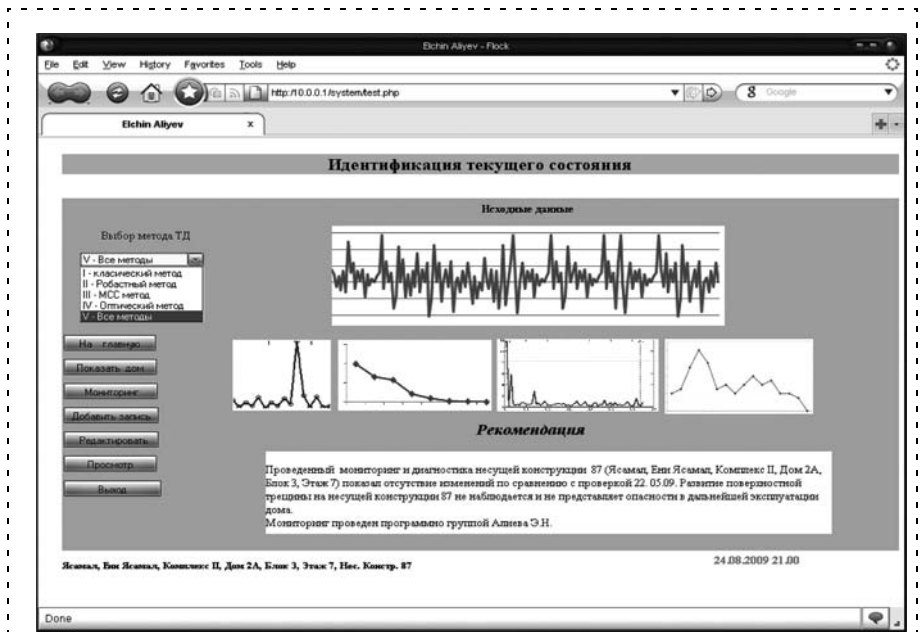 Elchin Aliyev - Flock
File Edit View History Favorites Tools Help
http://10.0.0.1/system/test.php
Google
Elchin Aliyev x
Идентификация текущего состояния
Исходные данные
Выбор метода ТД
V - Все методы
I - класический метод
II - Робастный метод
III - МСС метод
IV - Оптический метод
V - Все методы
На главную
Показать дом
Мониторинг
Добавить запись
Редактировать
Просмотр
Выход
Рекомендация
Проведенный мониторинг и диагностика несущей конструкции 87 (Ясамал, Ени Ясамал, Комплекс II, Дом 2А,
Блок 3, Этаж 7) показал отсутствие изменений по сравнению с проверкой 22. 05.09. Развитие поверхностной
трещины на несущей конструкции 87 не наблюдается и не представляет опасности в дальнейшей эксплуатации
дома.
Мониторинг проведен программно группой Алиева Э.Н.
Ясамал, Ени Ясамал, Комплекс II, Дом 2А, Блок 3, Этаж 7, Нес. Констр. 87
24.08.2009 21.00
Done